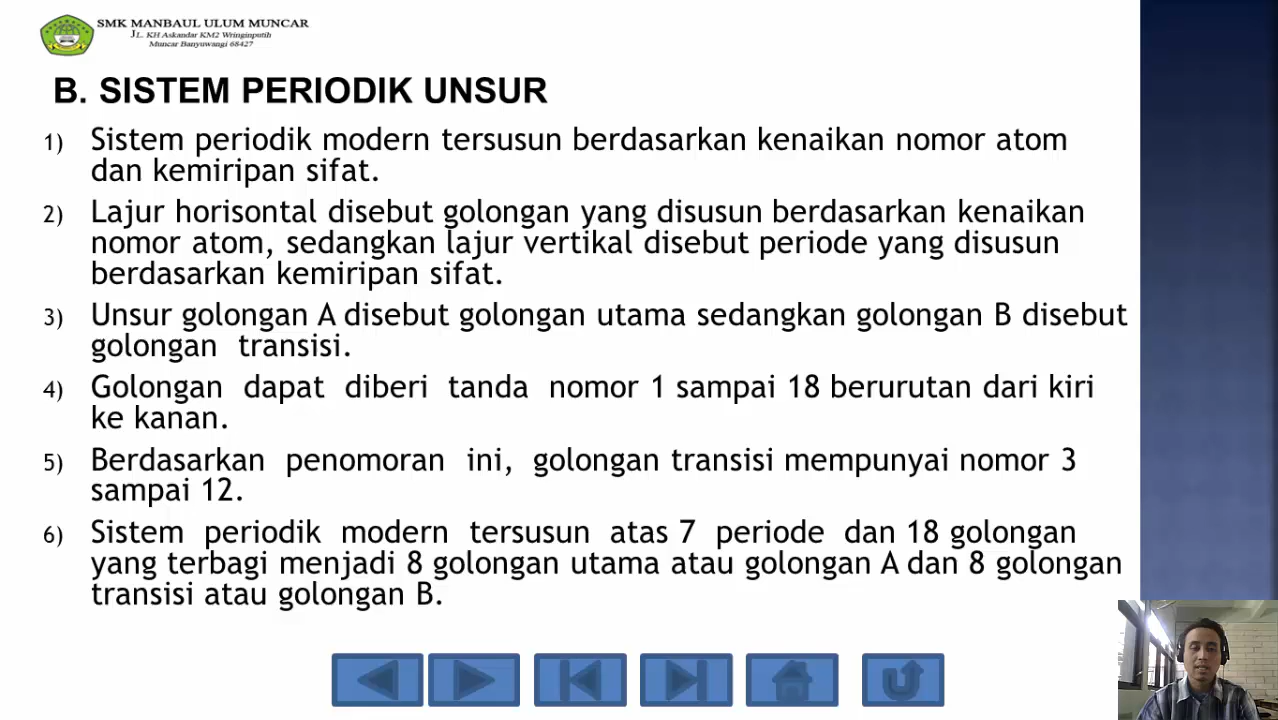 SMK MANBAUL ULUM MUNCAR
JL. KH Askandar KM2 Wringinputih
Muncar Banyuwangi 68427
B. SISTEM PERIODIK UNSUR
1) Sistem periodik modern tersusun berdasarkan kenaikan nomor atom
dan kemiripan sifat.
2) Lajur horisontal disebut golongan yang disusun berdasarkan kenaikan
nomor atom, sedangkan lajur vertikal disebut periode yang disusun
berdasarkan kemiripan sifat.
3) Unsur golongan A disebut golongan utama sedangkan golongan B disebut
golongan transisi.
4) Golongan dapat diberi tanda nomor 1 sampai 18 berurutan dari kiri
ke kanan.
5) Berdasarkan penomoran ini, golongan transisi mempunyai nomor 3
sampai 12.
6) Sistem periodik modern tersusun atas 7 periode dan 18 golongan
yang terbagi menjadi 8 golongan utama atau golongan A dan 8 golongan
transisi atau golongan B.